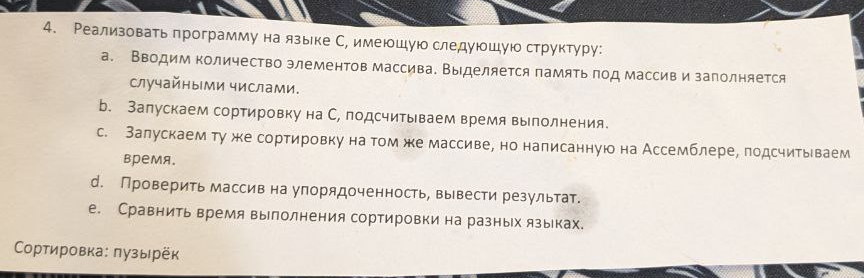 4. Реализовать программу на языке С, имеющую следующую структуру:
a. Вводим количество элементов массива. Выделяется память под массив и заполняется
случайными числами.
b. Запускаем сортировку на С, подсчитываем время выполнения.
c. Запускаем ту же сортировку на том же массиве, но написанную на Ассемблере, подсчитываем
время.
d. Проверить массив на упорядоченность, вывести результат.
e. Сравнить время выполнения сортировки на разных языках.
Сортировка: пузырёк